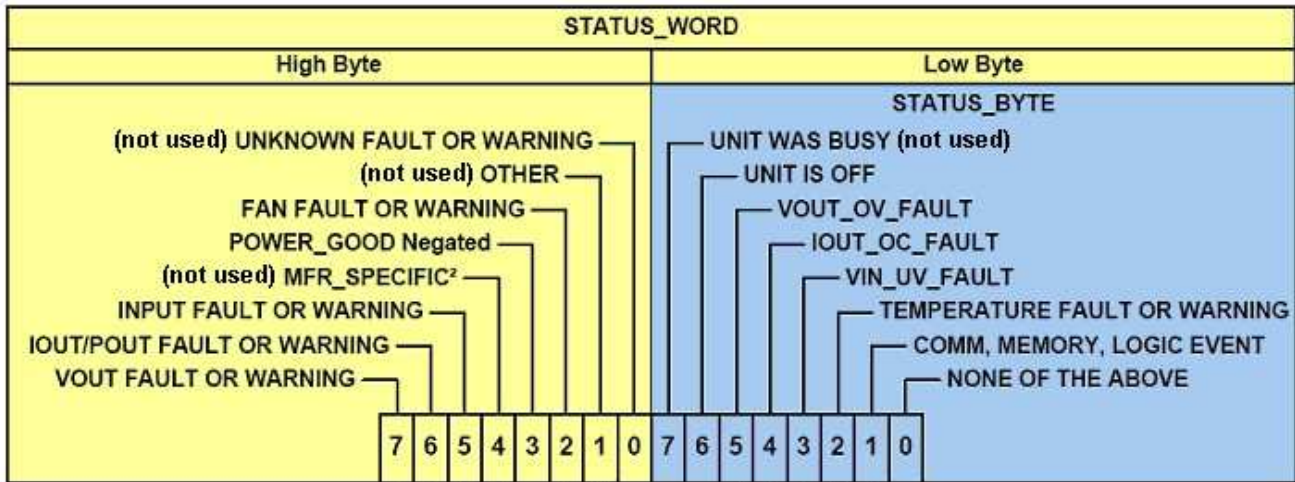 STATUS_WORD
High Byte Low Byte
STATUS_BYTE
(not used) UNKNOWN FAULT OR WARNING UNIT WAS BUSY (not used)
(not used) OTHER UNIT IS OFF
FAN FAULT OR WARNING VOUT_OV_FAULT
POWER_GOOD Negated IOUT_OC_FAULT
(not used) MFR_SPECIFIC² VIN_UV_FAULT
INPUT FAULT OR WARNING TEMPERATURE FAULT OR WARNING
IOUT/POUT FAULT OR WARNING COMM, MEMORY, LOGIC EVENT
VOUT FAULT OR WARNING NONE OF THE ABOVE
7 6 5 4 3 2 1 0 7 6 5 4 3 2 1 0